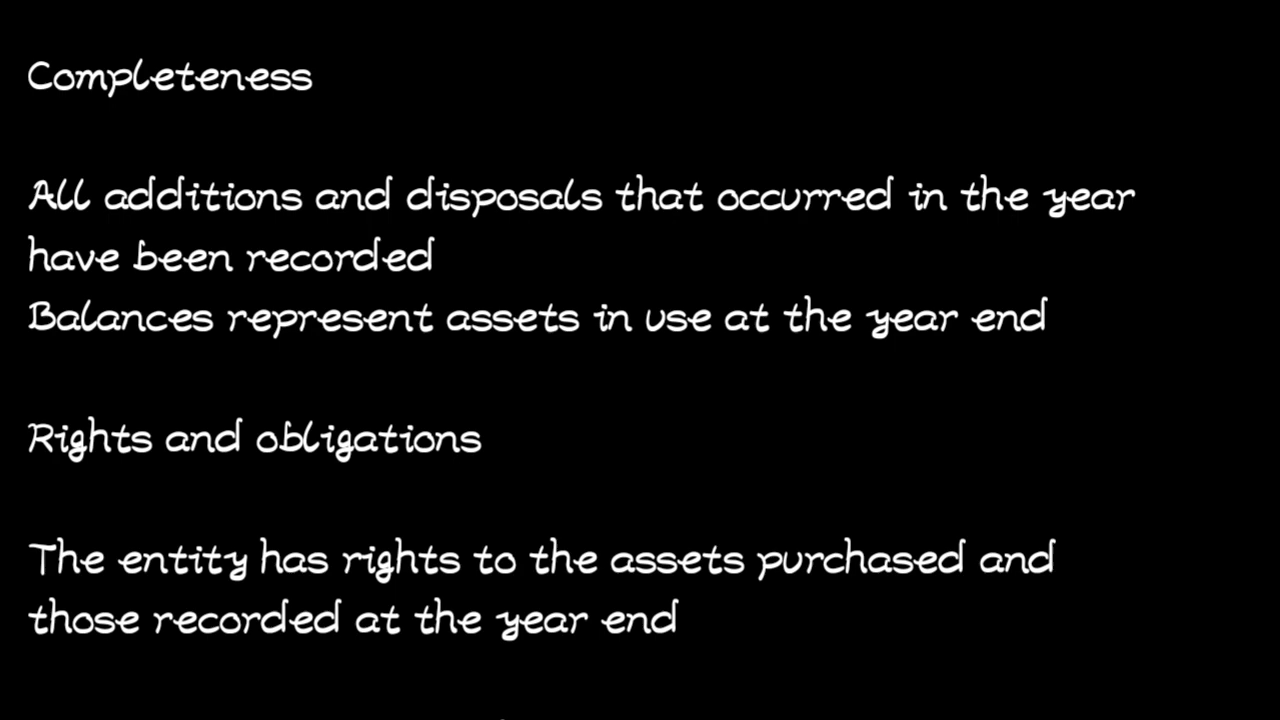 Completeness
All additions and disposals that occurred in the year
have been recorded
Balances represent assets in use at the year end
Rights and obligations
The entity has rights to the assets purchased and
those recorded at the year end